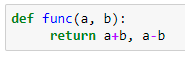 def func(a, b):
    return a+b, a-b